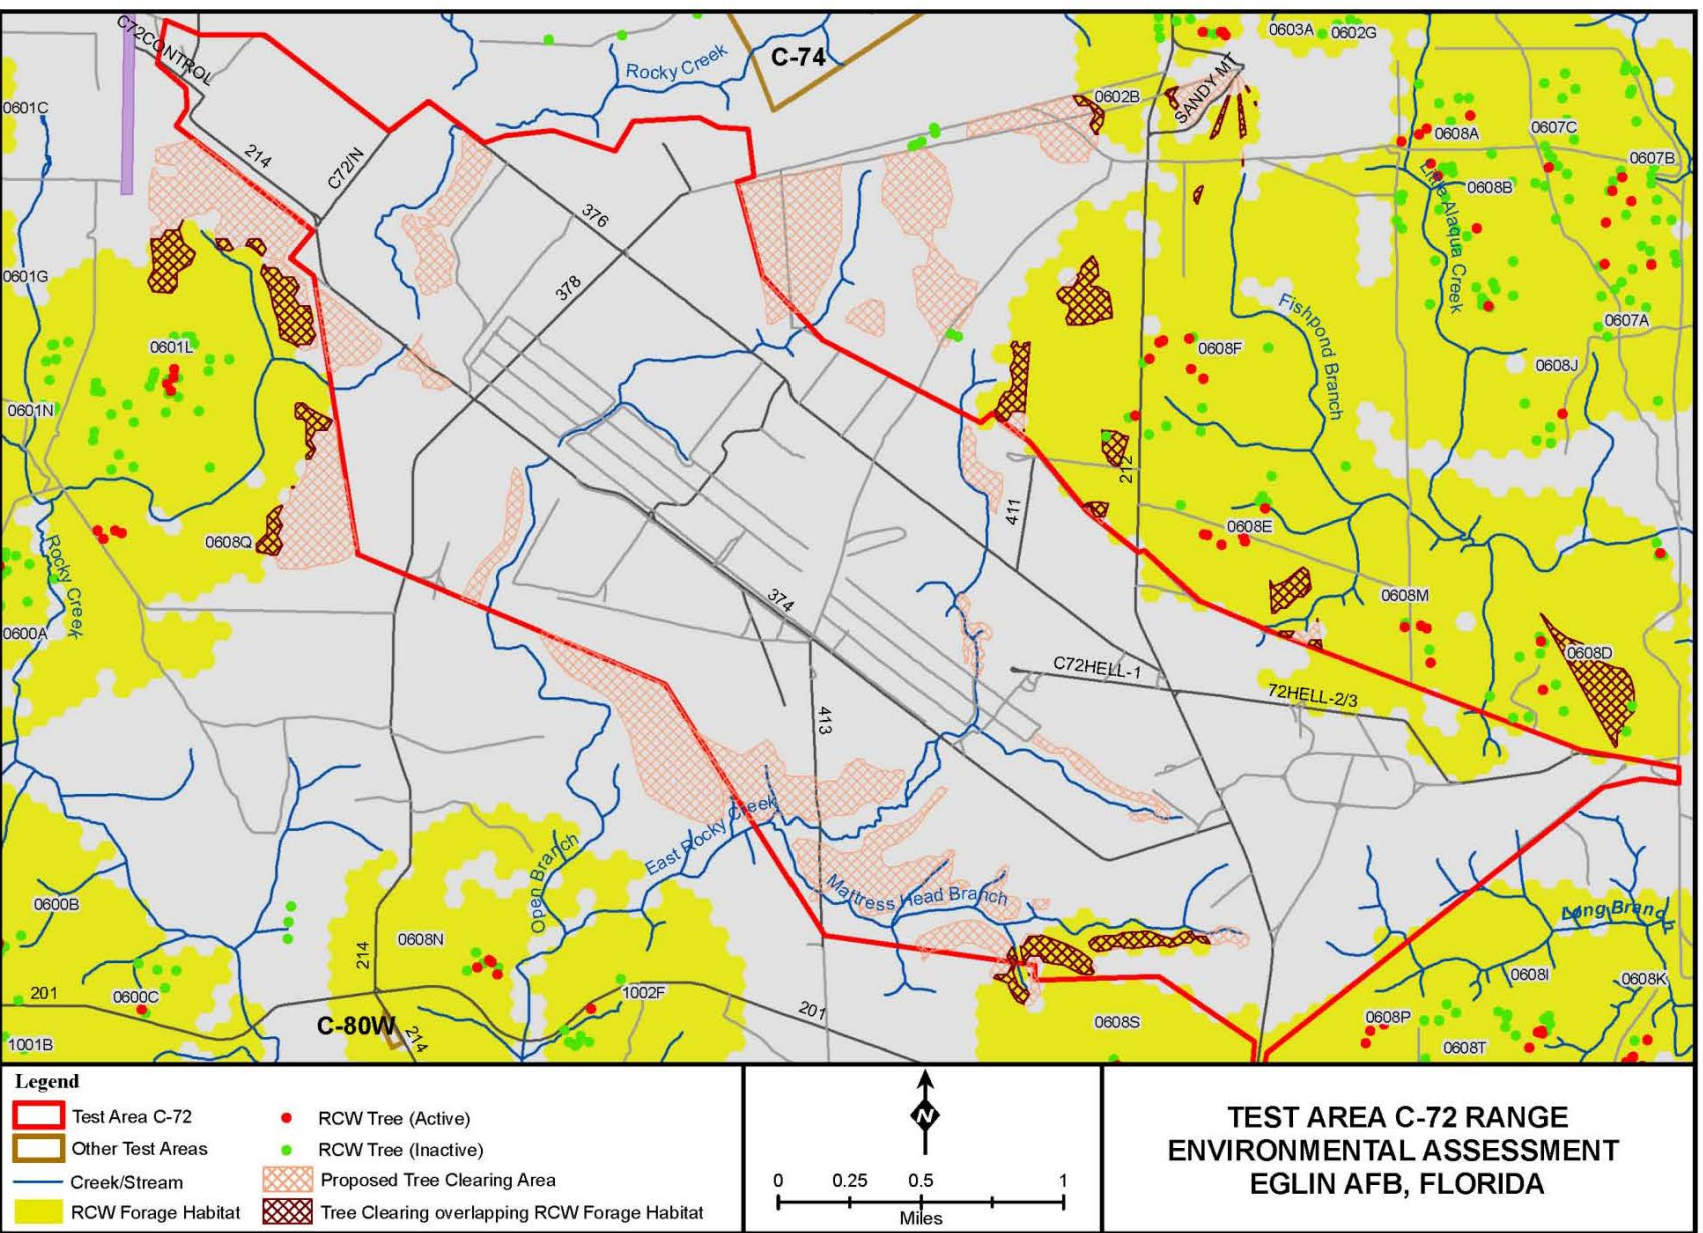 C72CONTROL
C-74
Rocky Creek
0603A
0602G
SANDY MT
0602B
0601C
0608A
0607C
0607B
214
C72/N
Little Alaqua Creek
0608B
376
0601G
378
Fishpond Branch
0607A
0601L
0608F
0608J
0601N
212
411
0608Q
0608E
Rocky Creek
374
0608M
0600A
C72HELL-1
0608D
72HELL-2/3
413
East Rocky Creek
Open Branch
Mattress Head Branch
0600B
Long Branch
214
0608N
0608I
0608K
201
0600C
1002F
201
C-80W
214
0608S
0608P
0608T
1001B
Legend
Test Area C-72
RCW Tree (Active)
Other Test Areas
RCW Tree (Inactive)
Creek/Stream
Proposed Tree Clearing Area
RCW Forage Habitat
Tree Clearing overlapping RCW Forage Habitat
N
0 0.25 0.5 1
Miles
TEST AREA C-72 RANGE
ENVIRONMENTAL ASSESSMENT
EGLIN AFB, FLORIDA